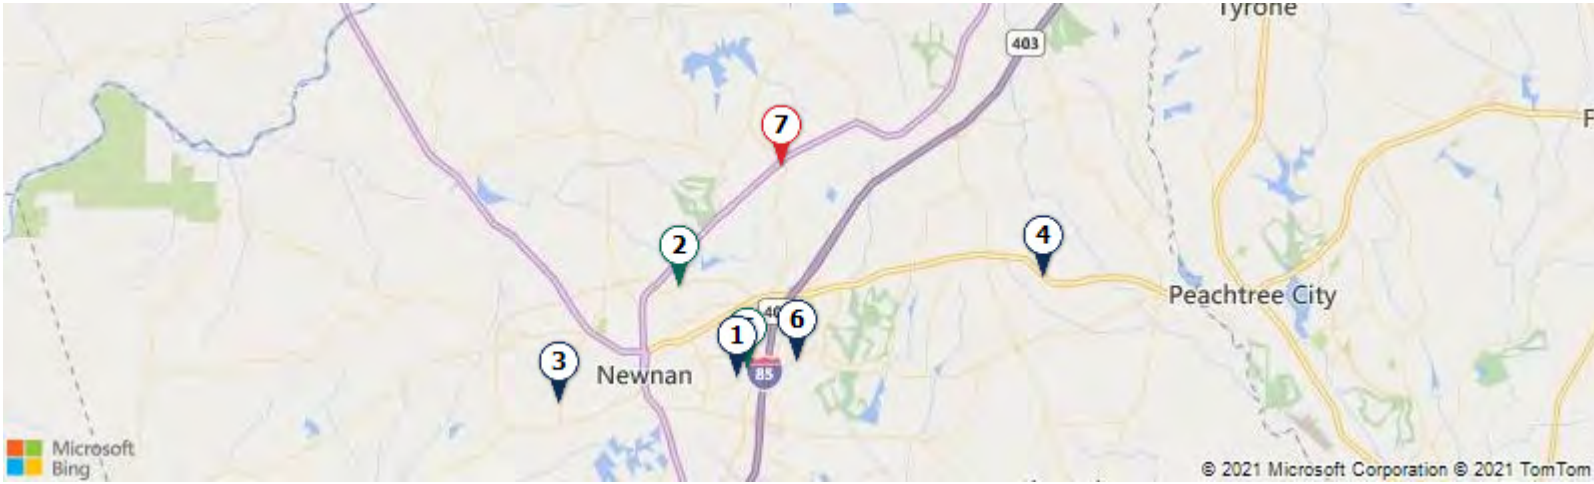 Tyrone
403
7
2
4
Peachtree City
1
6
3
Newnan
85
Microsoft
Bing
© 2021 Microsoft Corporation © 2021 TomTom